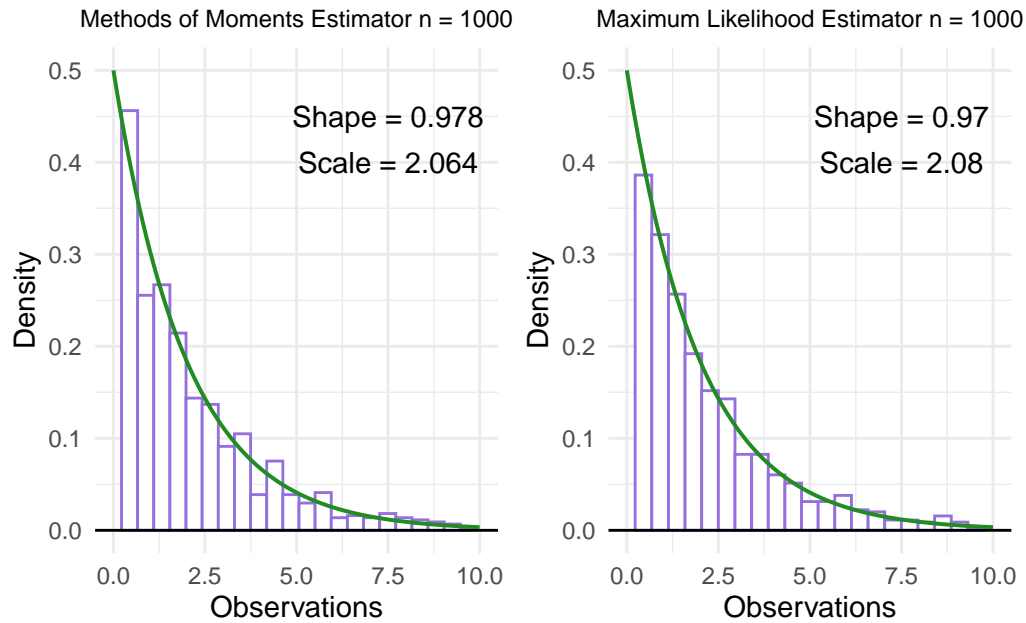 Methods of Moments Estimator n = 1000
0.5
0.4
0.3
0.2
0.1
0.0
Density
Shape = 0.978
Scale = 2.064
0.0 2.5 5.0 7.5 10.0
Observations
Maximum Likelihood Estimator n = 1000
0.5
0.4
0.3
0.2
0.1
0.0
Density
Shape = 0.97
Scale = 2.08
0.0 2.5 5.0 7.5 10.0
Observations